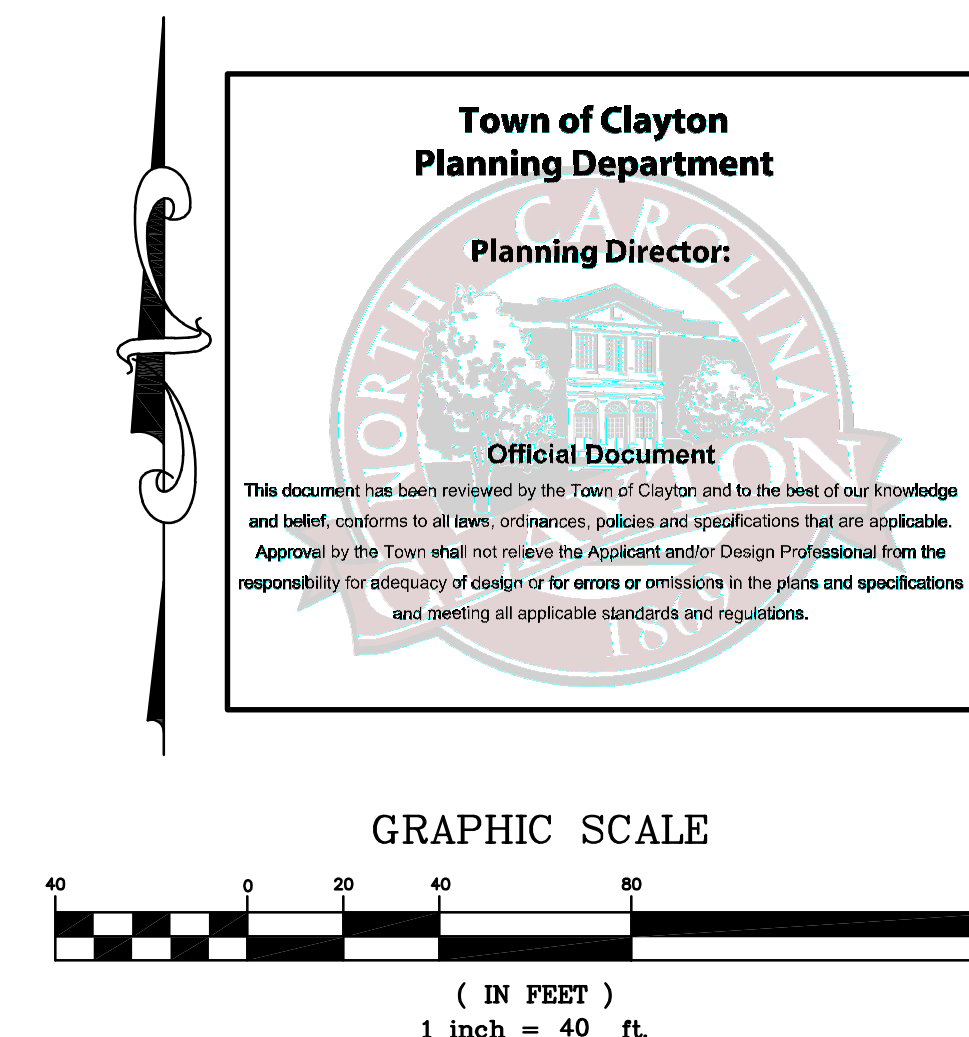 Town of Clayton
Planning Department
NORTH CAROLINA
Planning Director:
CLAYTON
1869
Official Document
This document has been reviewed by the Town of Clayton and to the best of our knowledge
and belief, conforms to all laws, ordinances, policies and specifications that are applicable.
Approval by the Town shall not relieve the Applicant and/or Design Professional from the
responsibility for adequacy of design or for errors or omissions in the plans and specifications
and meeting all applicable standards and regulations.
GRAPHIC SCALE
40 0 20 40 80
( IN FEET )
1 inch = 40 ft.